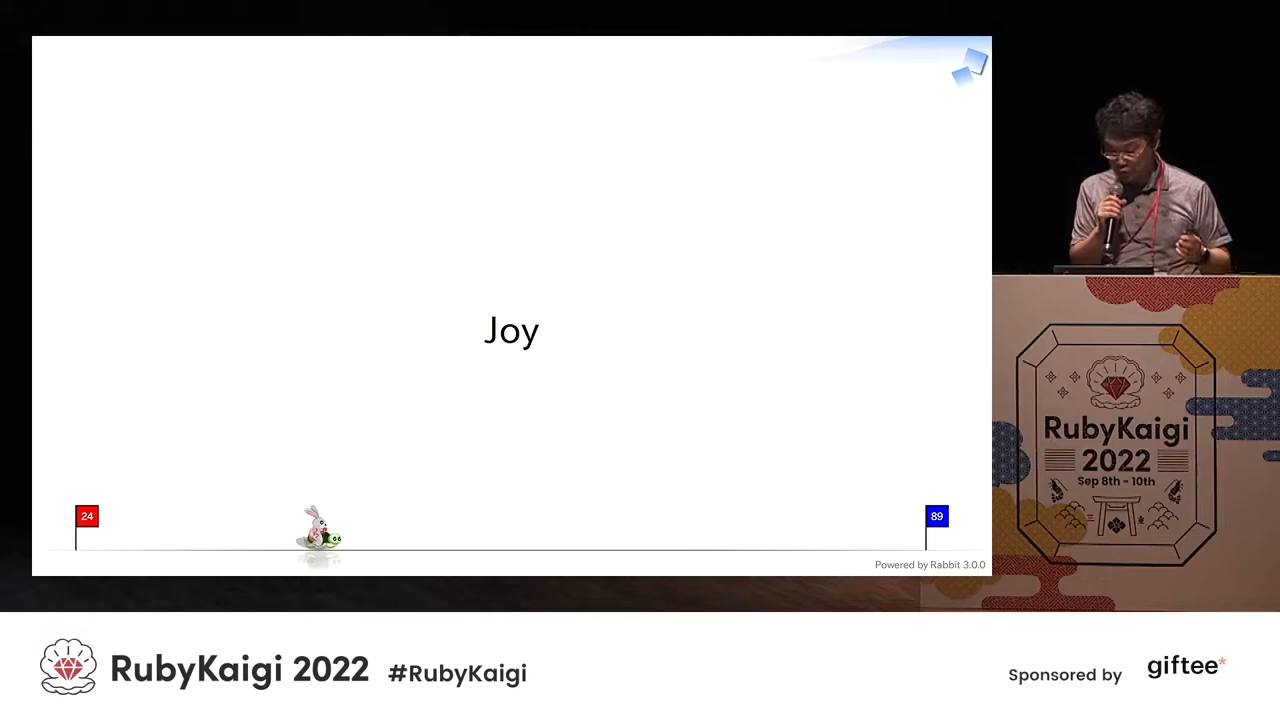 Joy
24
89
Powered by Rabbit 3.0.0
RubyKaigi
2022
Sep 8th - 10th
RubyKaigi 2022 #RubyKaigi
Sponsored by giftee*